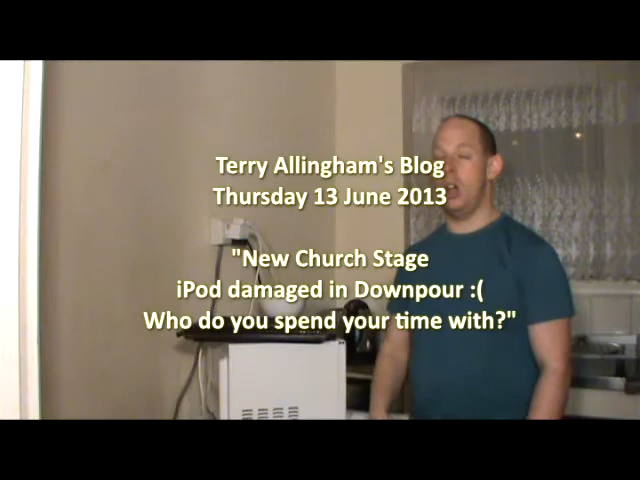 Terry Allingham's Blog
Thursday 13 June 2013
"New Church Stage
iPod damaged in Downpour :(
Who do you spend your time with?"